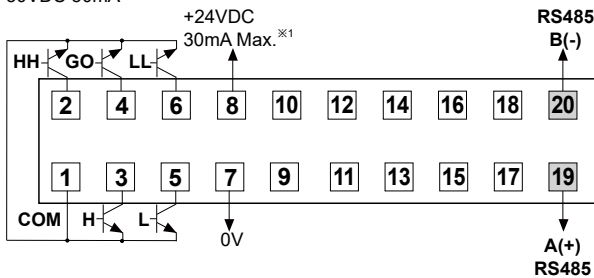 +24VDC
30mA Max.※1
RS485
B(-)
HH GO LL
2 4 6 8 10 12 14 16 18 20
1 3 5 7 9 11 13 15 17 19
COM H L
0V
A(+)
RS485